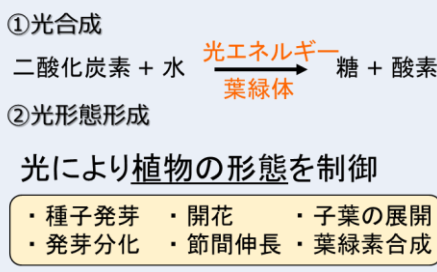 ①光合成
光エネルギー
二酸化炭素 + 水 → 糖 + 酸素
葉緑体
②光形態形成
光により植物の形態を制御
・種子発芽 ・開花 ・子葉の展開
・発芽分化 ・節間伸長 ・葉緑素合成